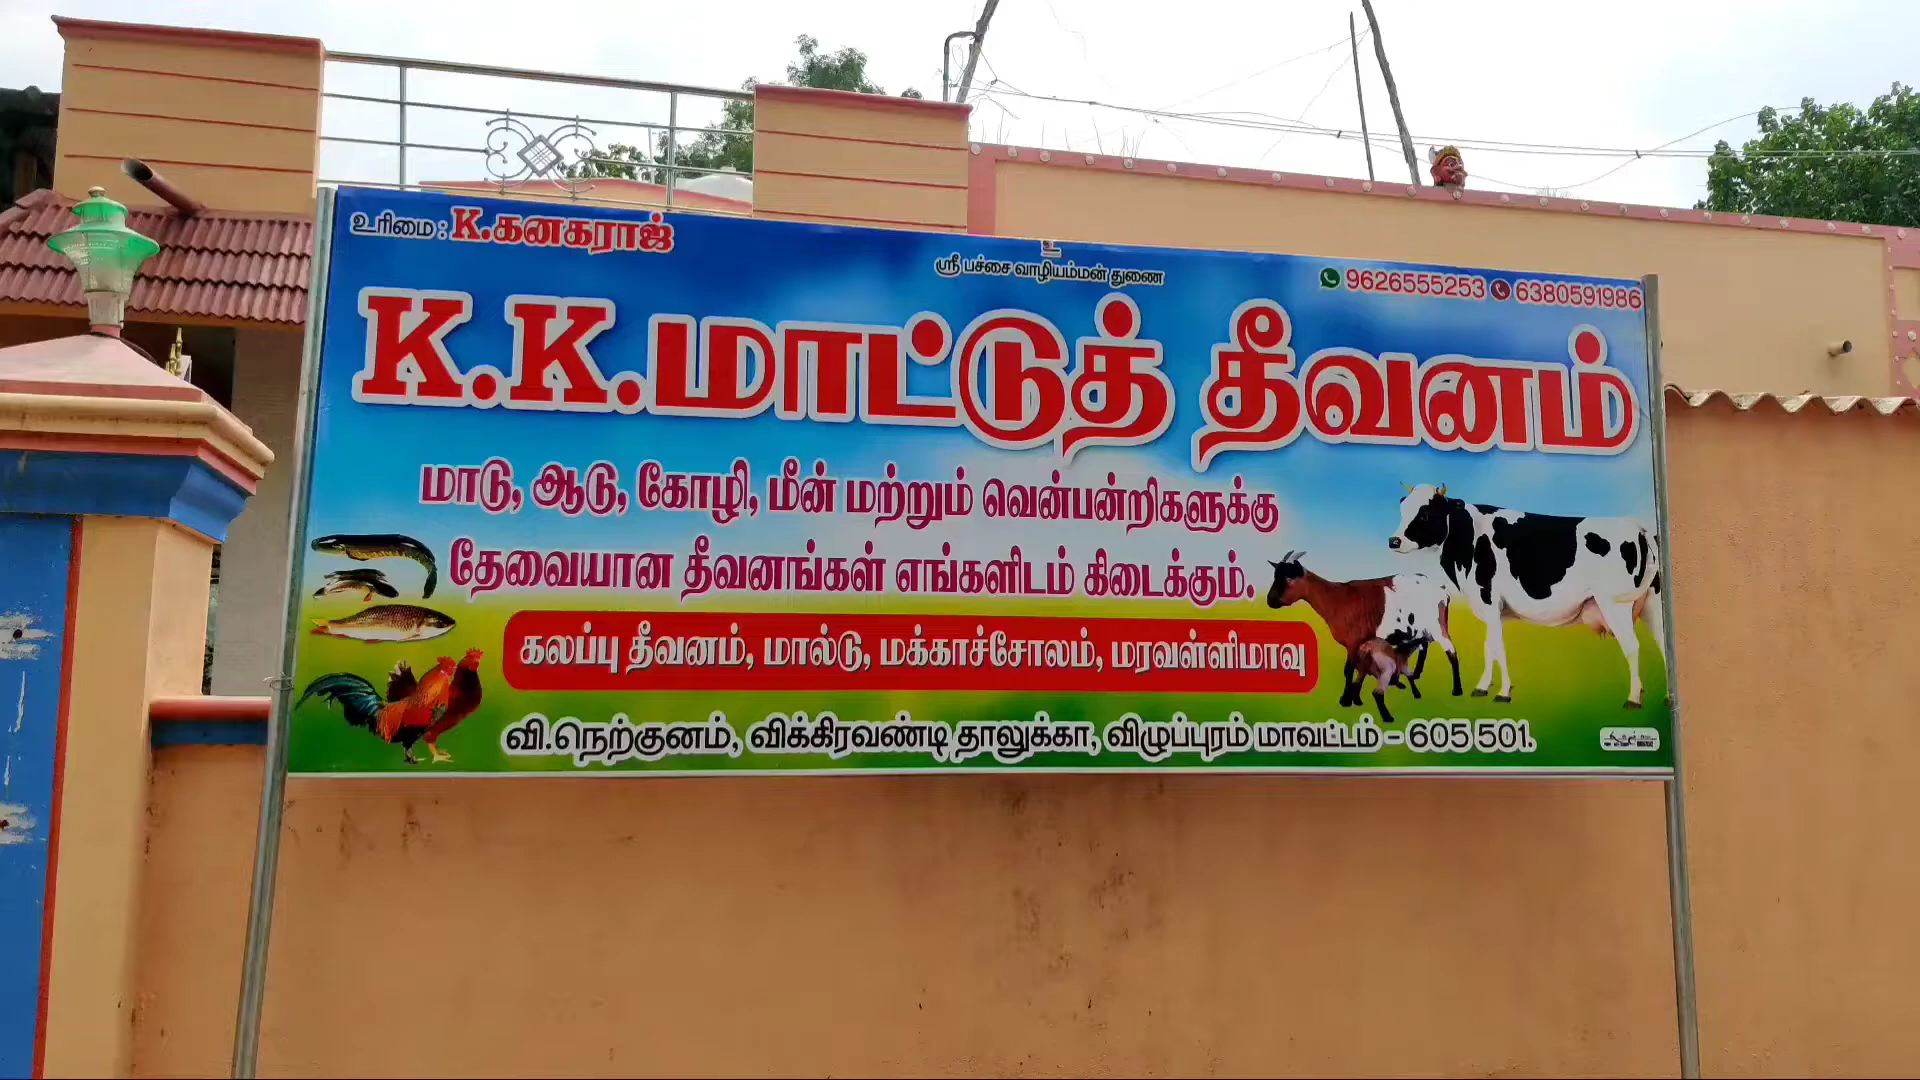 உரிமை : K.கனகராஜ்
உ
ஸ்ரீ பச்சை வாழியம்மன் துணை
9626555253 6380591986
K.K.மாட்டுத் தீவனம்
மாடு, ஆடு, கோழி, மீன் மற்றும் வென்பன்றிகளுக்கு
தேவையான தீவனங்கள் எங்களிடம் கிடைக்கும்.
கலப்பு தீவனம், மால்டு, மக்காச்சோலம், மரவள்ளிமாவு
வி.நெற்குனம், விக்கிரவண்டி தாலுக்கா, விழுப்புரம் மாவட்டம் - 605 501.